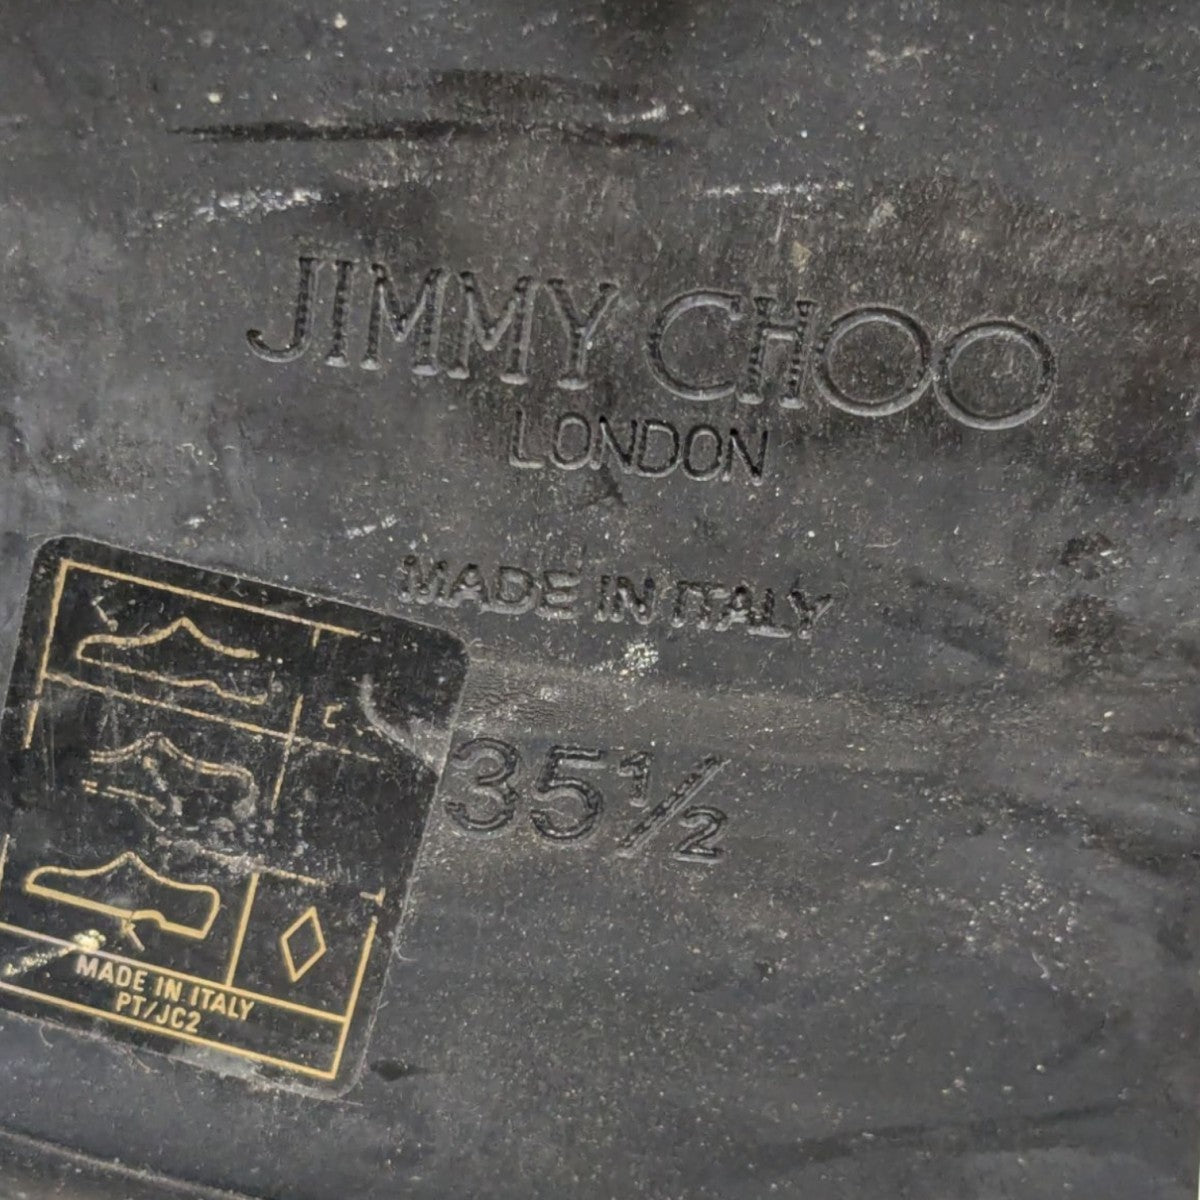 JIMMY CHOO
LONDON
MADE IN ITALY
35½
MADE IN ITALY
PT/JC2